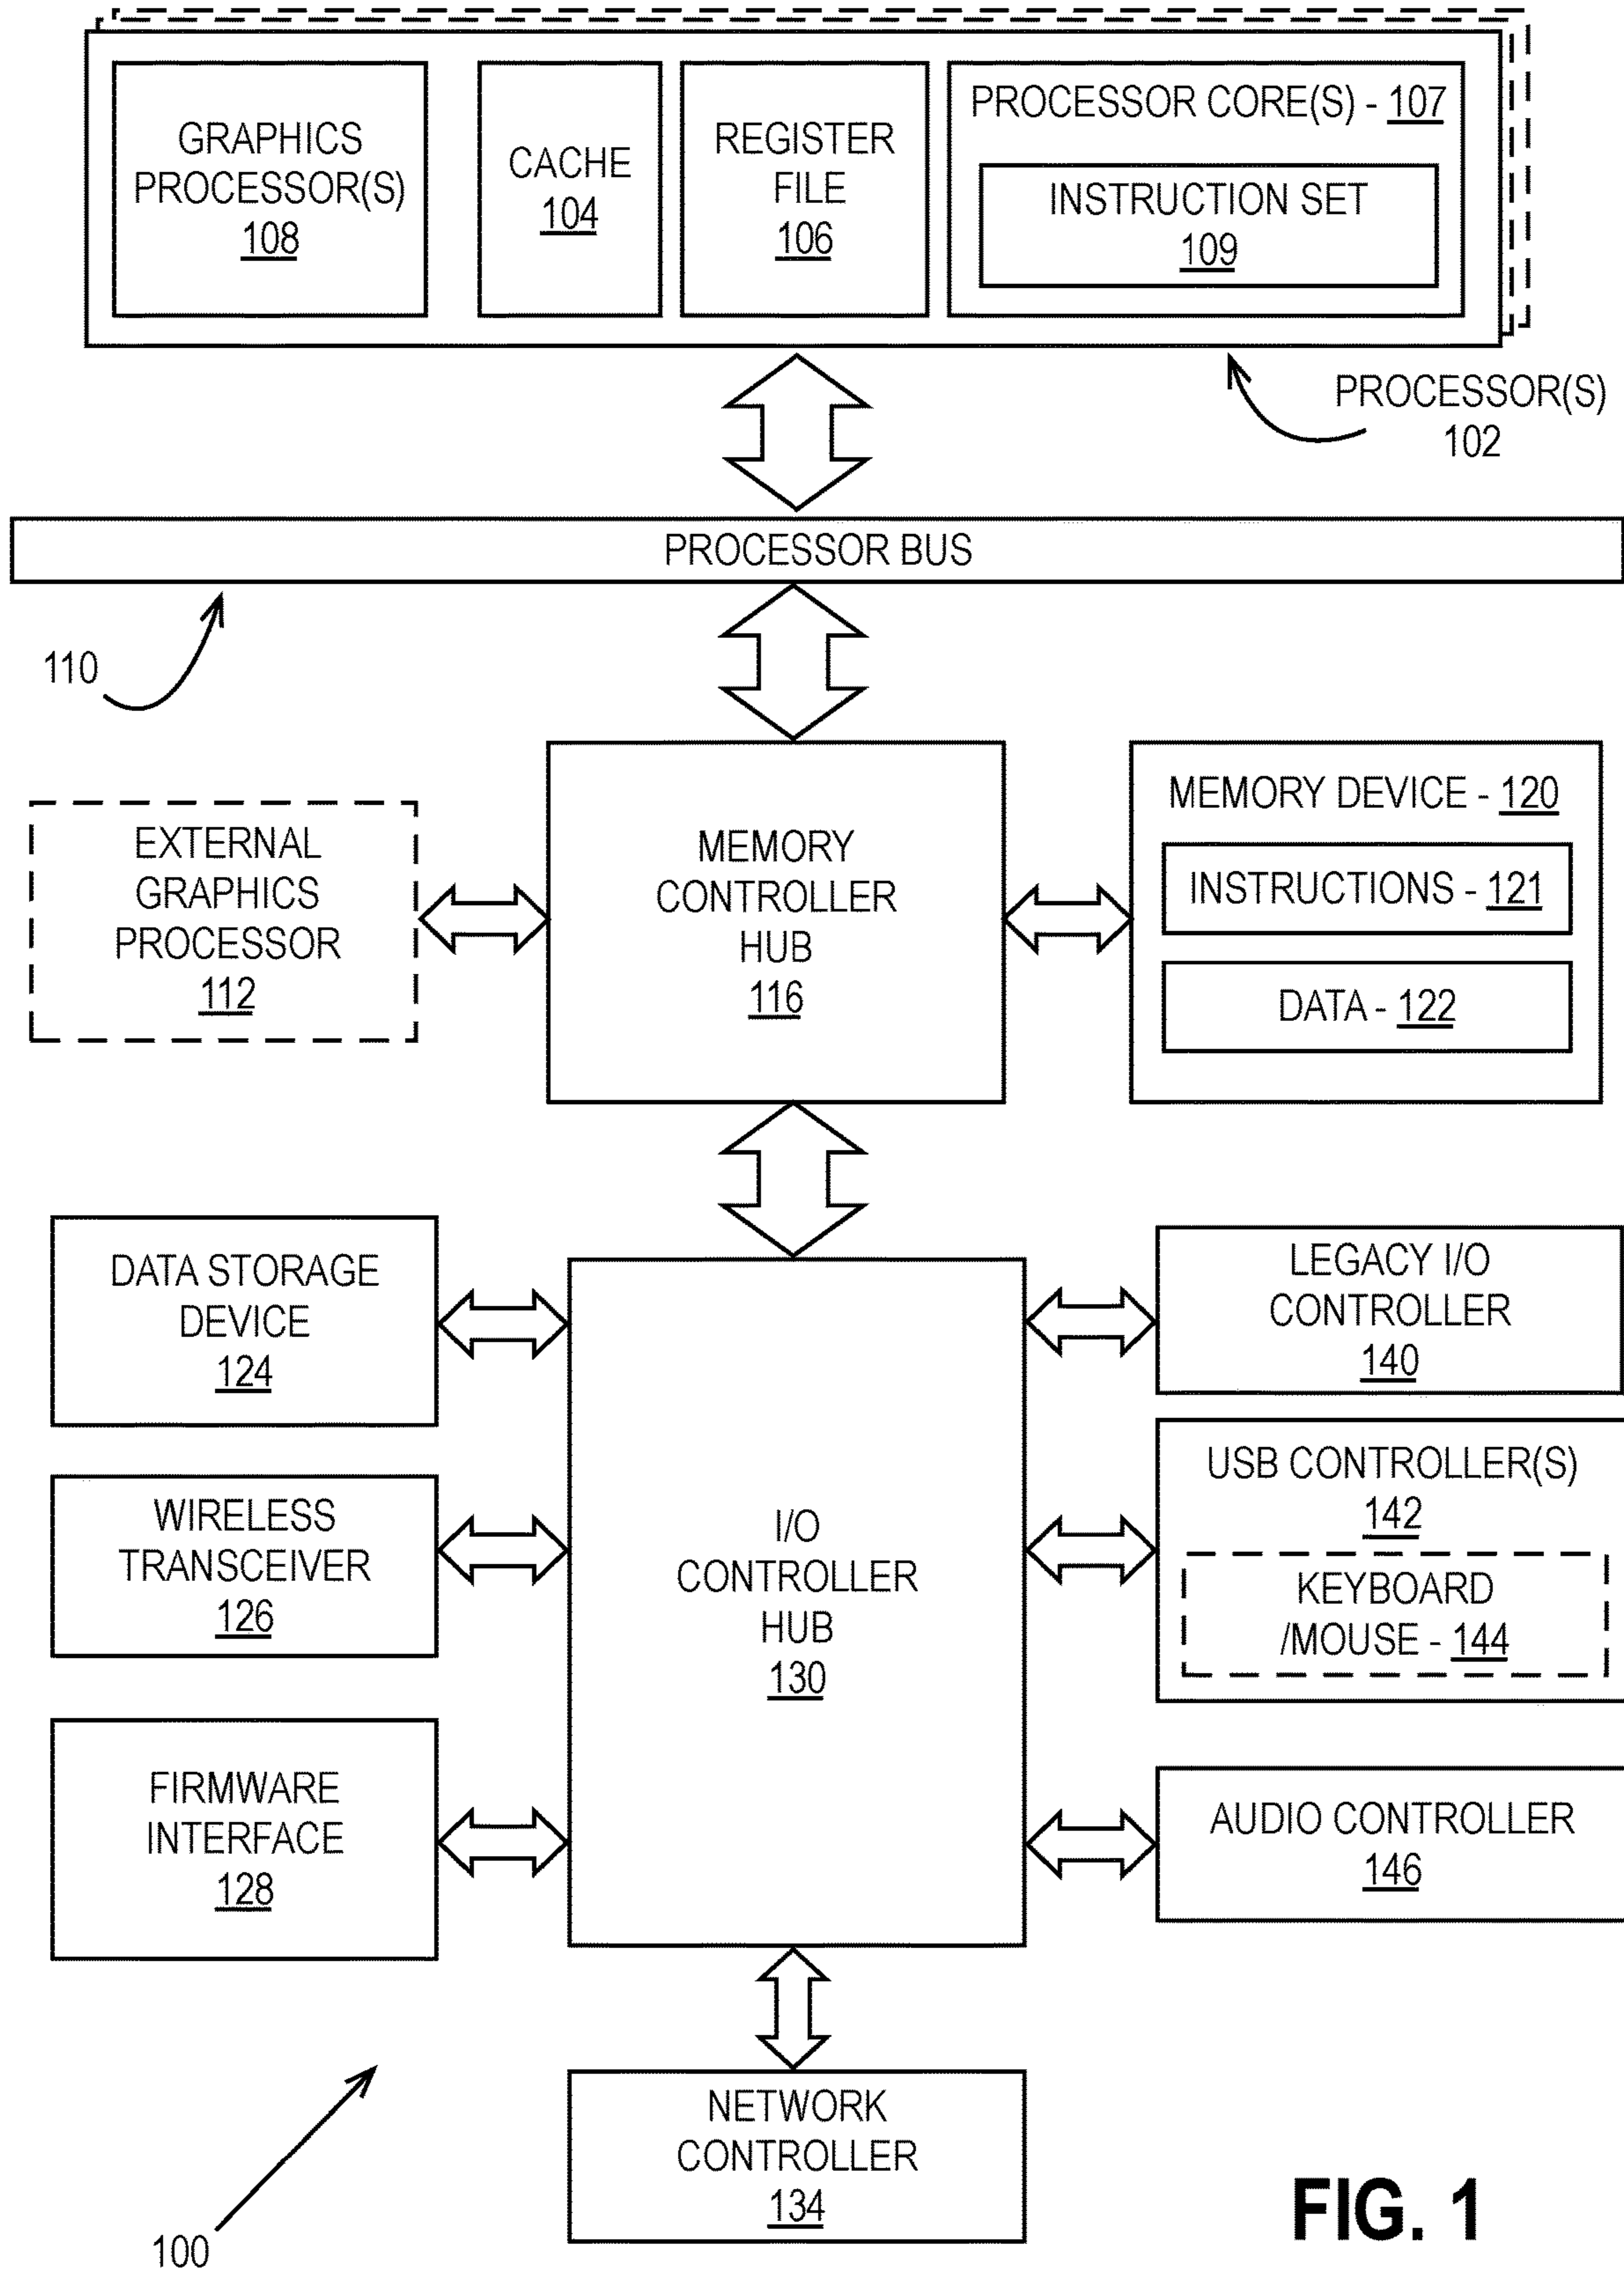 GRAPHICS
PROCESSOR(S)
108
CACHE
104
REGISTER
FILE
106
PROCESSOR CORE(S) - 107
INSTRUCTION SET
109
PROCESSOR(S)
102
PROCESSOR BUS
110
EXTERNAL
GRAPHICS
PROCESSOR
112
MEMORY
CONTROLLER
HUB
116
MEMORY DEVICE - 120
INSTRUCTIONS - 121
DATA - 122
DATA STORAGE
DEVICE
124
WIRELESS
TRANSCEIVER
126
FIRMWARE
INTERFACE
128
I/O
CONTROLLER
HUB
130
LEGACY I/O
CONTROLLER
140
USB CONTROLLER(S)
142
KEYBOARD
/MOUSE - 144
AUDIO CONTROLLER
146
NETWORK
CONTROLLER
134
100
FIG. 1